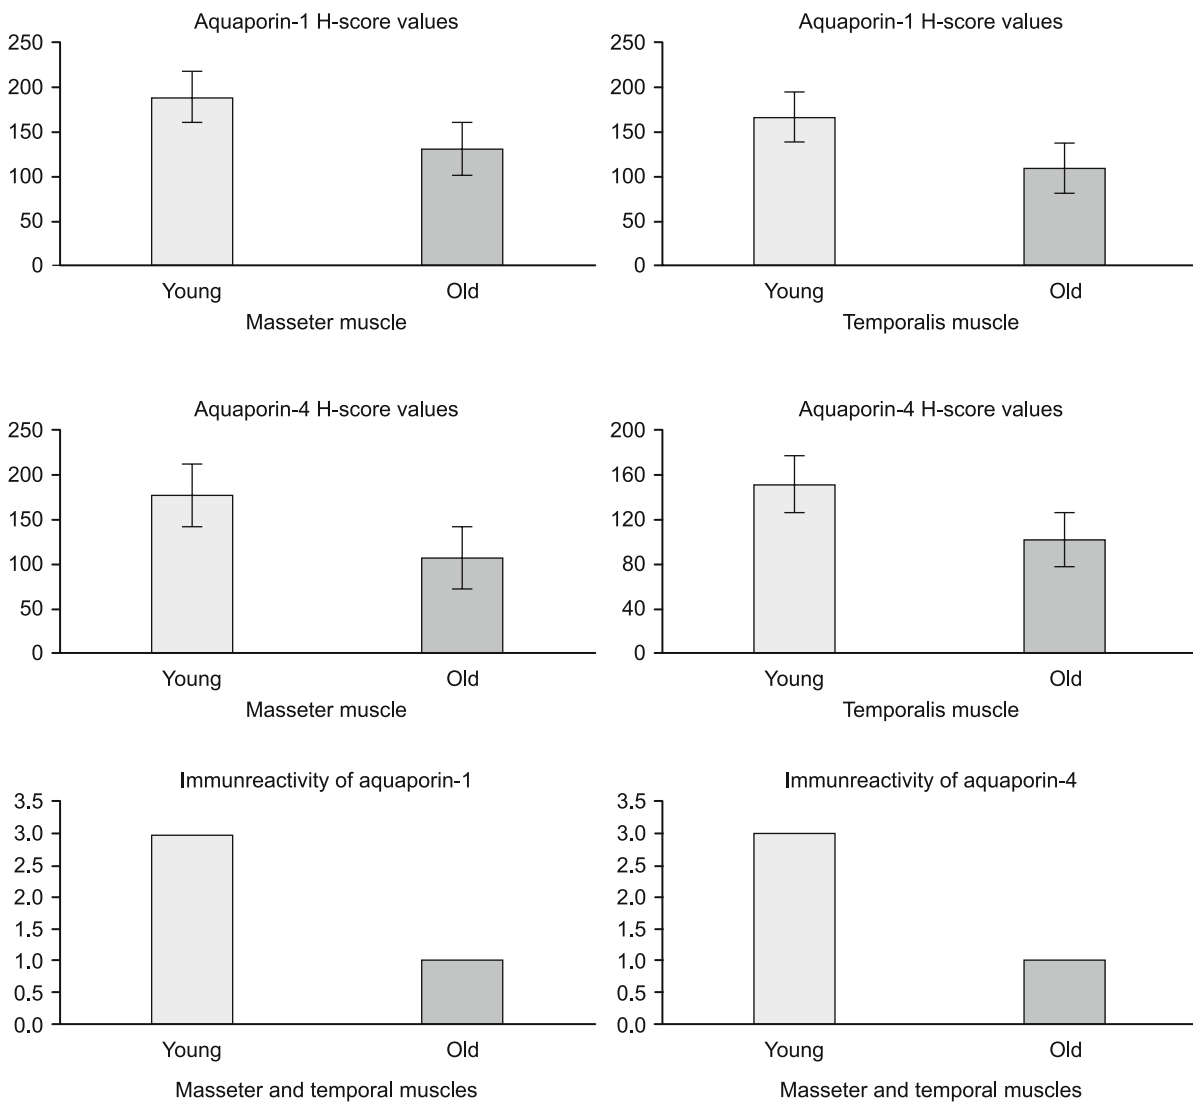 Aquaporin-1 H-score values
250
200
150
100
50
0
Young Old
Masseter muscle
Aquaporin-1 H-score values
250
200
150
100
50
0
Young Old
Temporalis muscle
Aquaporin-4 H-score values
250
200
150
100
50
0
Young Old
Masseter muscle
Aquaporin-4 H-score values
200
160
120
80
40
0
Young Old
Temporalis muscle
Immunreactivity of aquaporin-1
3.5
3.0
2.5
2.0
1.5
1.0
0.5
0.0
Young Old
Masseter and temporal muscles
Immunreactivity of aquaporin-4
3.5
3.0
2.5
2.0
1.5
1.0
0.5
0.0
Young Old
Masseter and temporal muscles